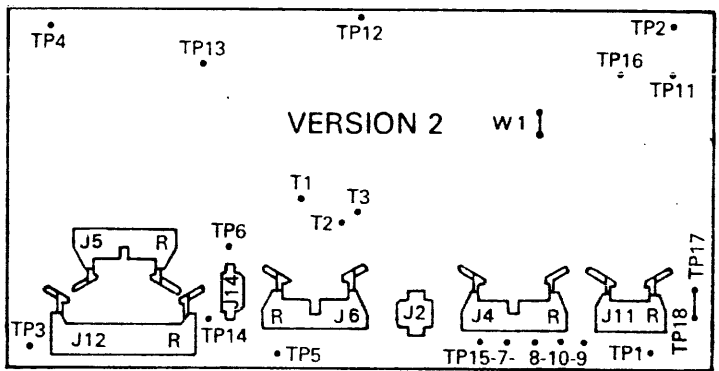 TP4
TP12
TP2
TP13
TP16
TP11
VERSION 2
W1
T1
T3
T2
TP6
TP17
J5 R
J14
J12 R
TP14
R J6
J2
J4 R
J11 R
TP18
TP3
TP5
TP15-7- 8-10-9
TP1